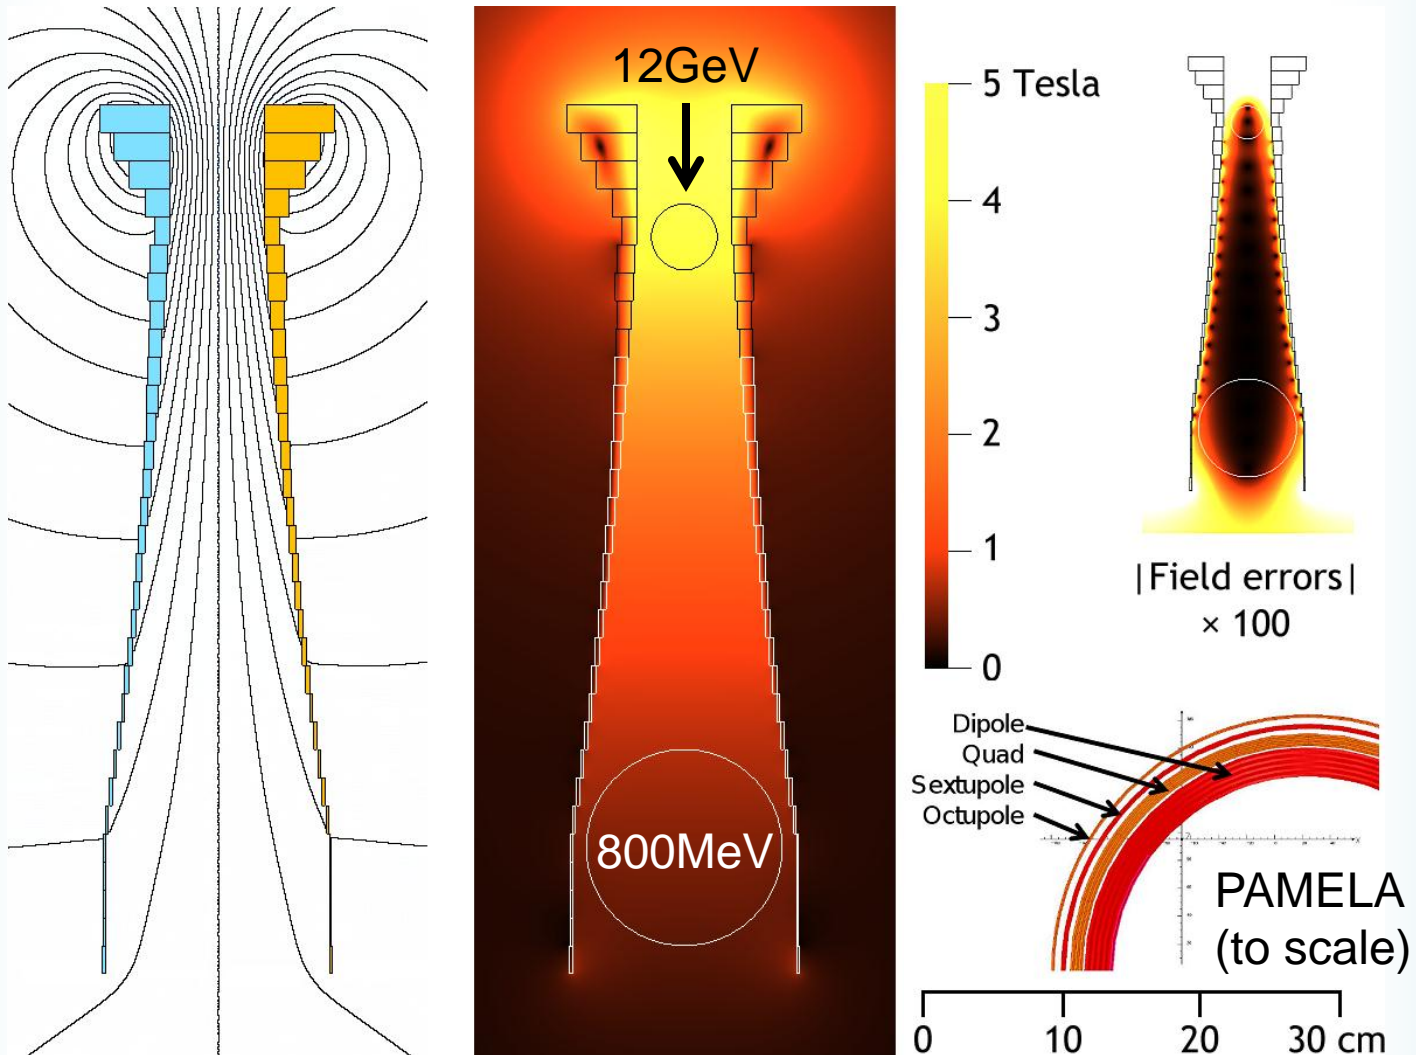 12GeV
800MeV
5 Tesla
4
3
2
1
0
|Field errors|
× 100
Dipole
Quad
Sextupole
Octupole
PAMELA
(to scale)
0 10 20 30 cm